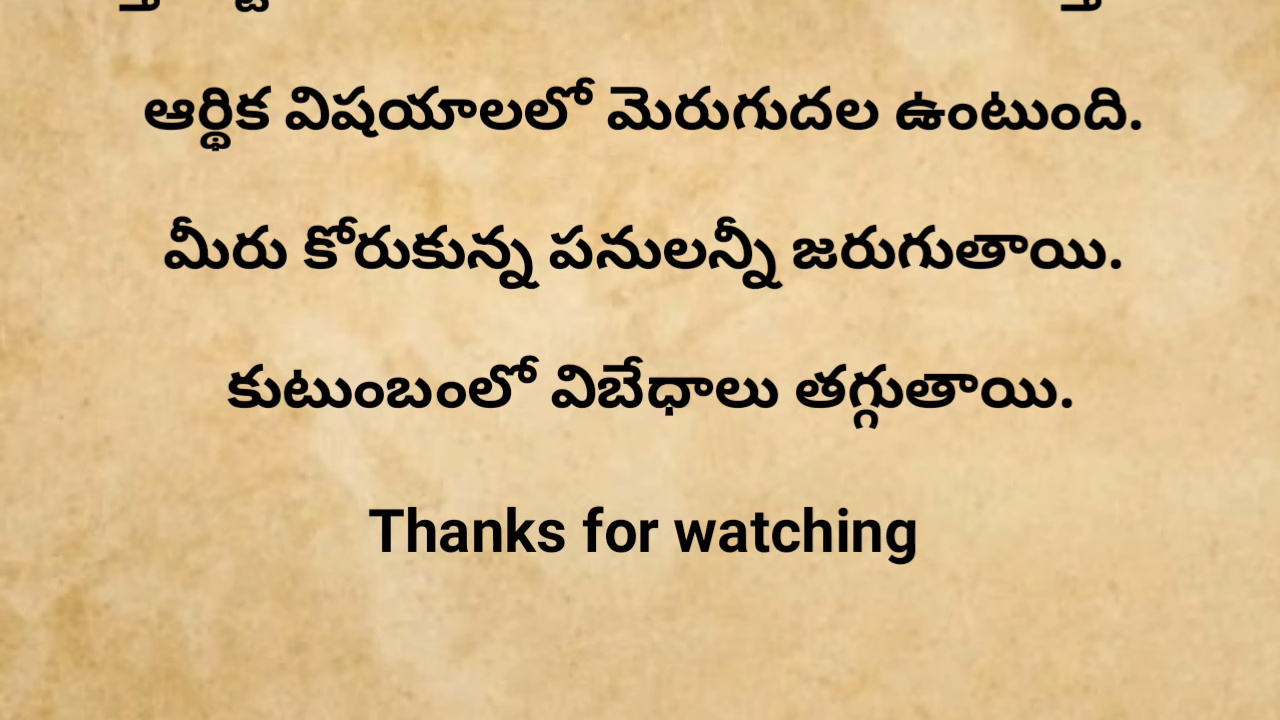 ఆర్థిక విషయాలలో మెరుగుదల ఉంటుంది.
మీరు కోరుకున్న పనులన్నీ జరుగుతాయి.
కుటుంబంలో విబేధాలు తగ్గుతాయి.
Thanks for watching